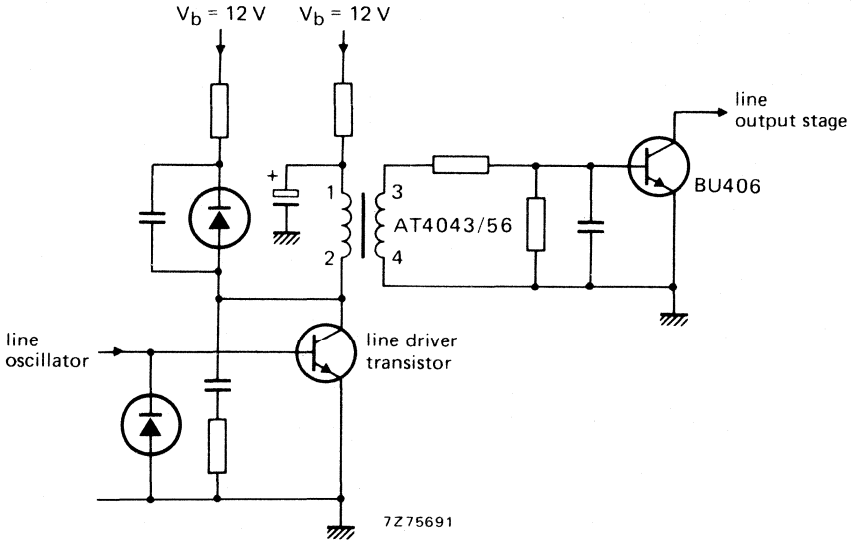 V_b = 12 V
V_b = 12 V
line
output stage
+
1
3
BU406
AT4043/56
2
4
line
oscillator
line driver
transistor
7Z75691